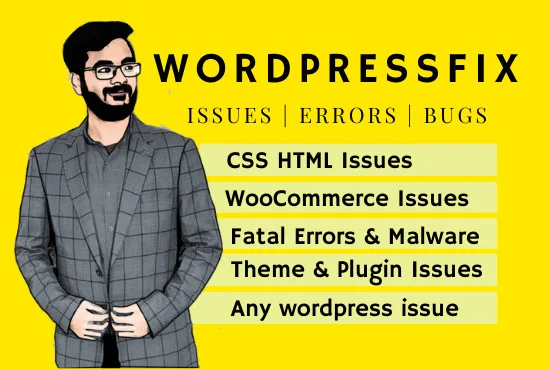 WORDPRESSFIX
ISSUES | ERRORS | BUGS
CSS HTML Issues
WooCommerce Issues
Fatal Errors & Malware
Theme & Plugin Issues
Any wordpress issue